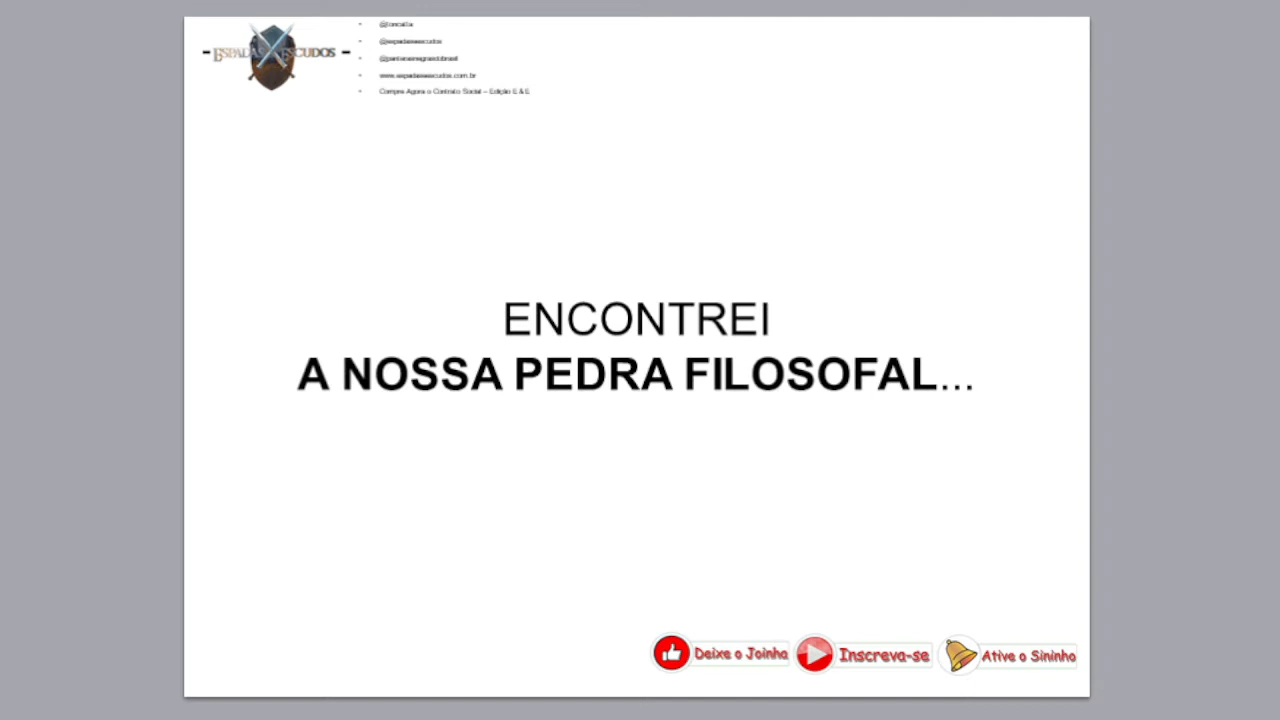 ESPADAS ESCUDOS
@espadaseescudos
www.espadaseescudos.com.br
Compre Agora o Contrato Social – Edição E & E
ENCONTREI
A NOSSA PEDRA FILOSOFAL...
Deixe o Joinha
Inscreva-se
Ative o Sininho